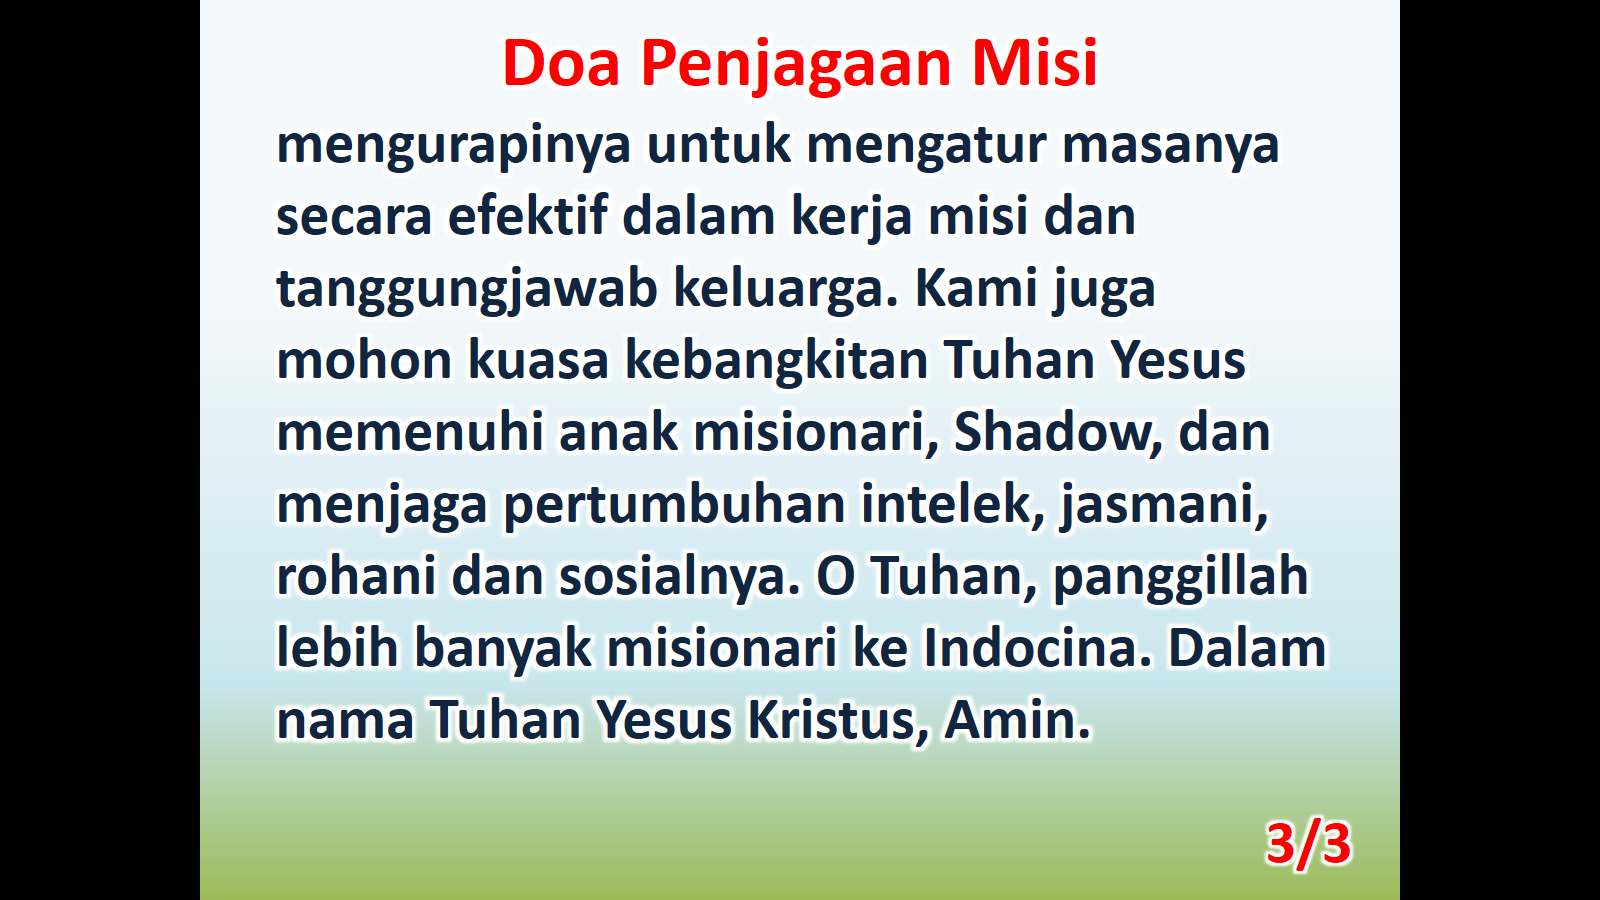 Doa Penjagaan Misi
mengurapinya untuk mengatur masanya
secara efektif dalam kerja misi dan
tanggungjawab keluarga. Kami juga
mohon kuasa kebangkitan Tuhan Yesus
memenuhi anak misionari, Shadow, dan
menjaga pertumbuhan intelek, jasmani,
rohani dan sosialnya. O Tuhan, panggillah
lebih banyak misionari ke Indocina. Dalam
nama Tuhan Yesus Kristus, Amin.
3/3